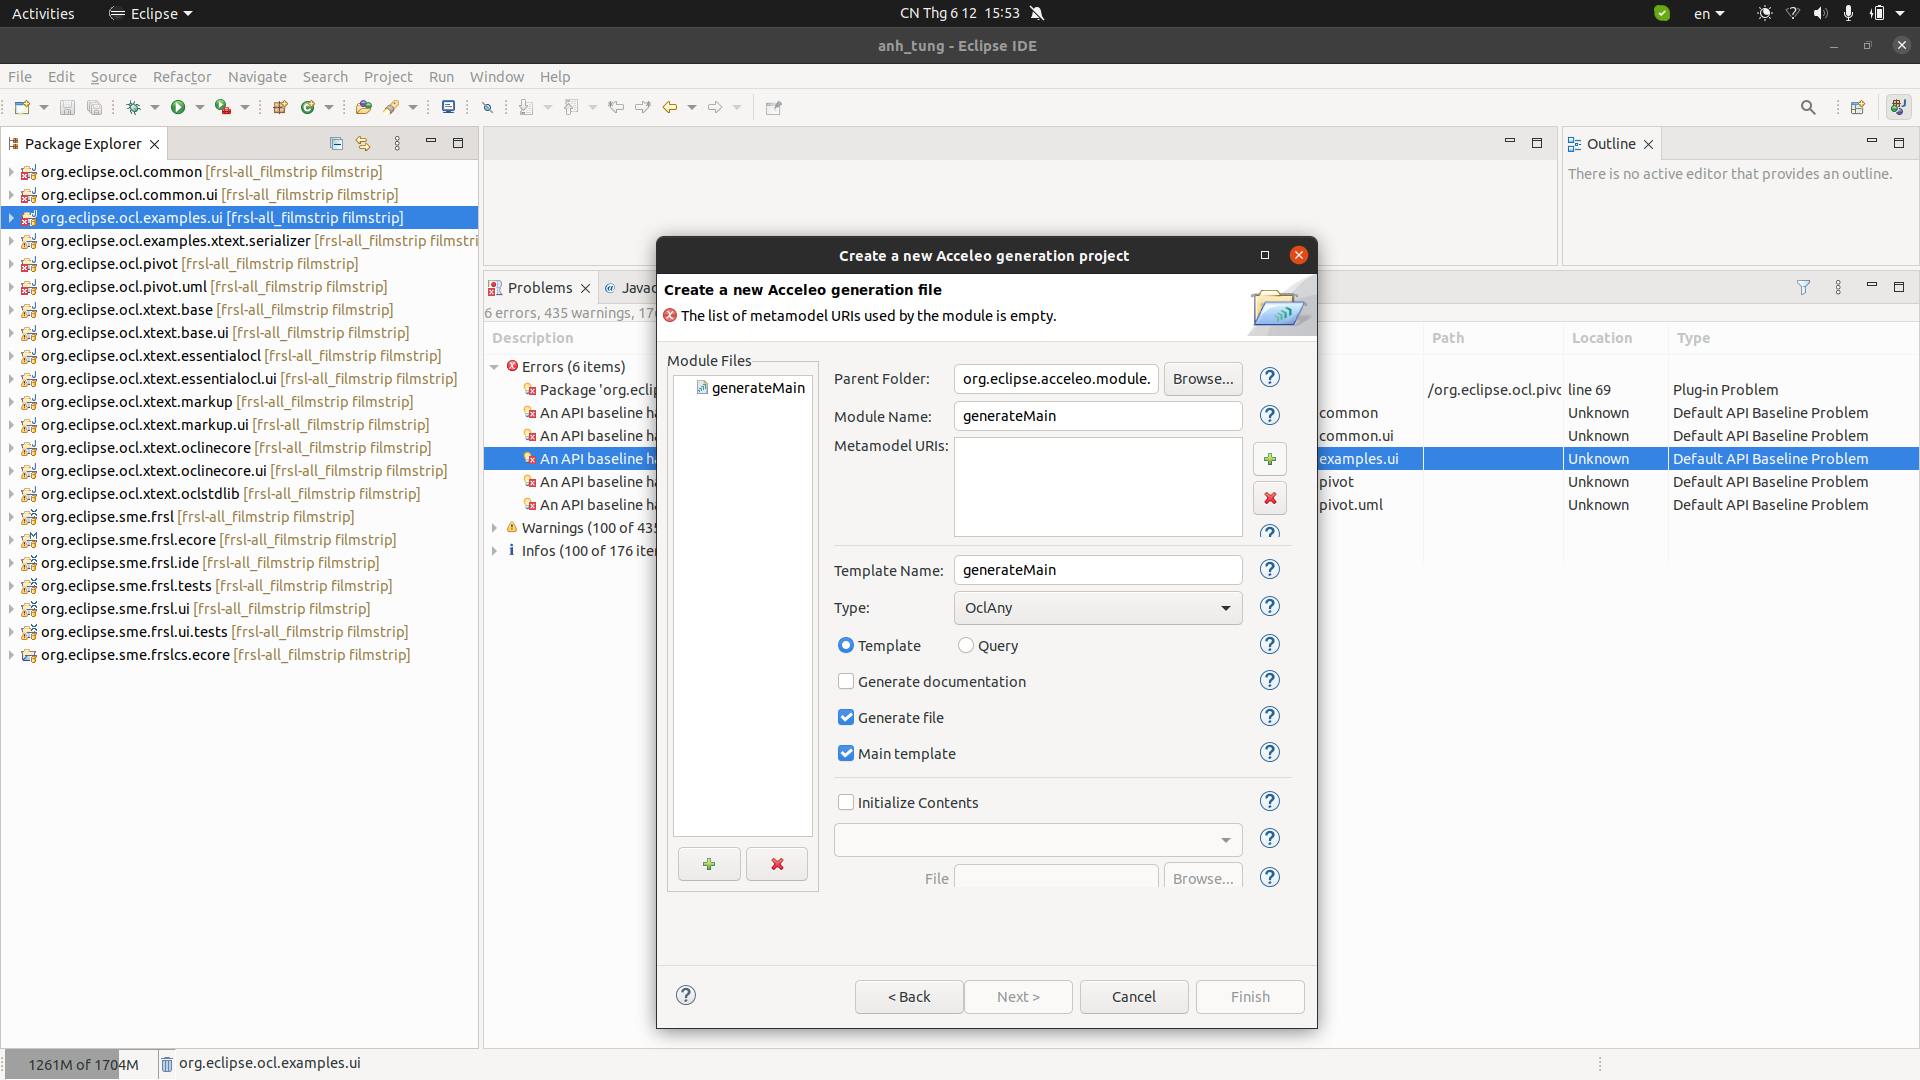 Activities
Eclipse
CN Thg 6 12 15:53
en
anh_tung - Eclipse IDE
File Edit Source Refactor Navigate Search Project Run Window Help
Package Explorer
org.eclipse.ocl.common [frsl-all_filmstrip filmstrip]
org.eclipse.ocl.common.ui [frsl-all_filmstrip filmstrip]
org.eclipse.ocl.examples.ui [frsl-all_filmstrip filmstrip]
org.eclipse.ocl.examples.xtext.serializer [frsl-all_filmstrip filmstri
org.eclipse.ocl.pivot [frsl-all_filmstrip filmstrip]
org.eclipse.ocl.pivot.uml [frsl-all_filmstrip filmstrip]
org.eclipse.ocl.xtext.base [frsl-all_filmstrip filmstrip]
org.eclipse.ocl.xtext.base.ui [frsl-all_filmstrip filmstrip]
org.eclipse.ocl.xtext.essentialocl [frsl-all_filmstrip filmstrip]
org.eclipse.ocl.xtext.essentialocl.ui [frsl-all_filmstrip filmstrip]
org.eclipse.ocl.xtext.markup [frsl-all_filmstrip filmstrip]
org.eclipse.ocl.xtext.markup.ui [frsl-all_filmstrip filmstrip]
org.eclipse.ocl.xtext.oclinecore [frsl-all_filmstrip filmstrip]
org.eclipse.ocl.xtext.oclinecore.ui [frsl-all_filmstrip filmstrip]
org.eclipse.ocl.xtext.oclstdlib [frsl-all_filmstrip filmstrip]
org.eclipse.sme.frsl [frsl-all_filmstrip filmstrip]
org.eclipse.sme.frsl.ecore [frsl-all_filmstrip filmstrip]
org.eclipse.sme.frsl.ide [frsl-all_filmstrip filmstrip]
org.eclipse.sme.frsl.tests [frsl-all_filmstrip filmstrip]
org.eclipse.sme.frsl.ui [frsl-all_filmstrip filmstrip]
org.eclipse.sme.frsl.ui.tests [frsl-all_filmstrip filmstrip]
org.eclipse.sme.frslcs.ecore [frsl-all_filmstrip filmstrip]
Outline
There is no active editor that provides an outline.
Problems
@ Javac
6 errors, 435 warnings, 17
Description
Path Location Type
Errors (6 items)
Package 'org.eclip
/org.eclipse.ocl.pivo line 69 Plug-in Problem
An API baseline ha
common Unknown Default API Baseline Problem
An API baseline ha
common.ui Unknown Default API Baseline Problem
An API baseline ha
examples.ui Unknown Default API Baseline Problem
An API baseline ha
pivot Unknown Default API Baseline Problem
An API baseline ha
pivot.uml Unknown Default API Baseline Problem
Warnings (100 of 435
Infos (100 of 176 iter
Create a new Acceleo generation project
Create a new Acceleo generation file
The list of metamodel URIs used by the module is empty.
Module Files
generateMain
Parent Folder: org.eclipse.acceleo.module. Browse...
Module Name: generateMain
Metamodel URIs:
Template Name: generateMain
Type: OclAny
Template Query
Generate documentation
Generate file
Main template
Initialize Contents
File Browse...
< Back Next > Cancel Finish
1261M of 1704M
org.eclipse.ocl.examples.ui